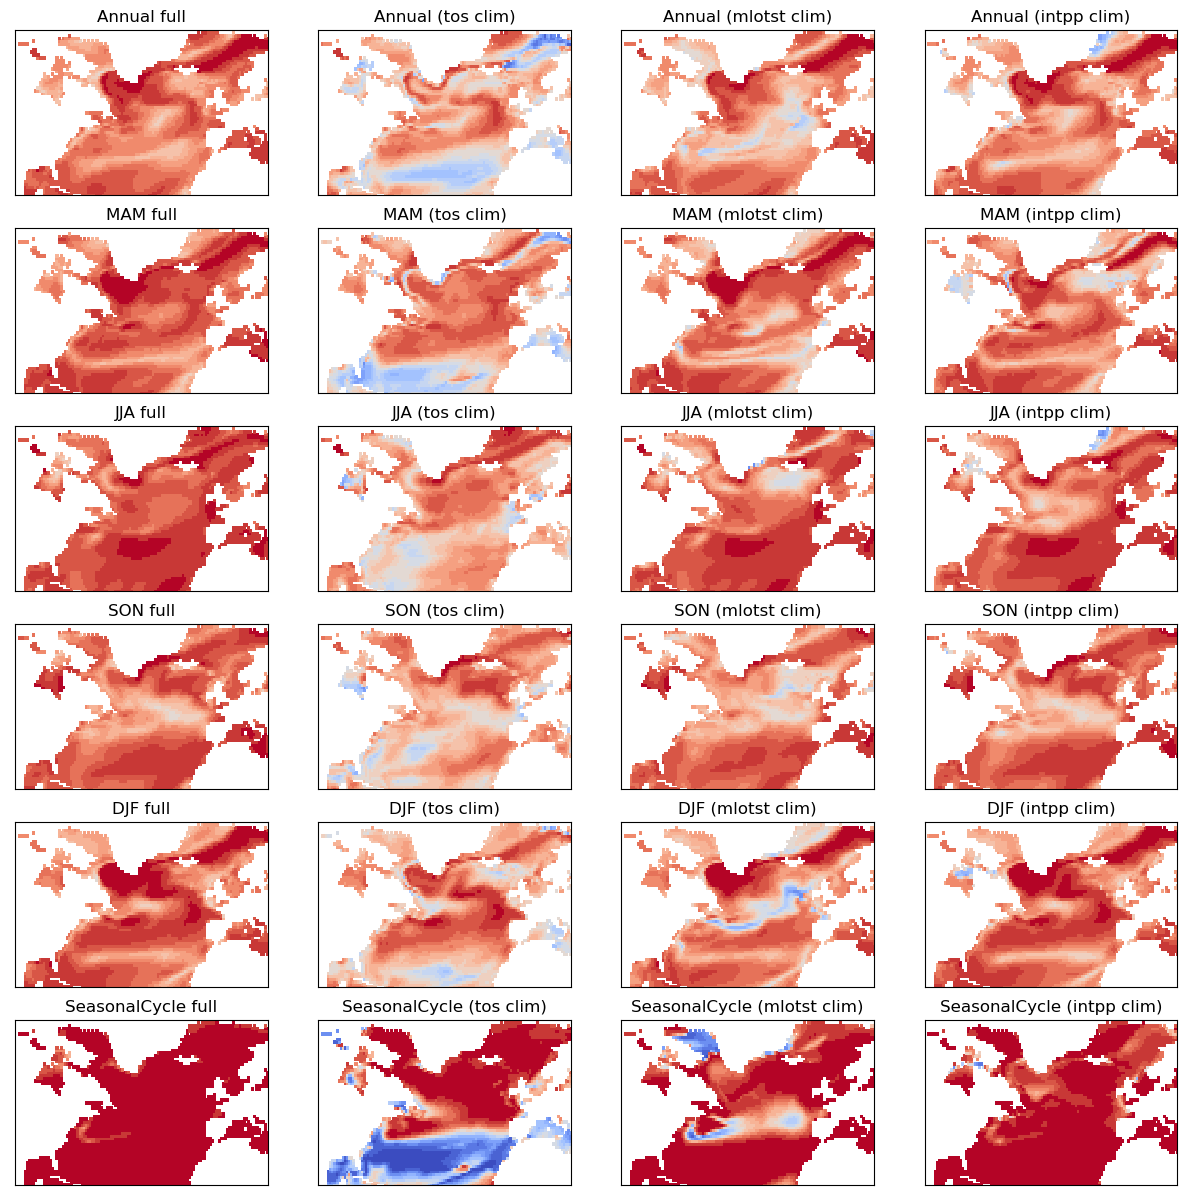 Annual full
Annual (tos clim)
Annual (mlotst clim)
Annual (intpp clim)
MAM full
MAM (tos clim)
MAM (mlotst clim)
MAM (intpp clim)
JJA full
JJA (tos clim)
JJA (mlotst clim)
JJA (intpp clim)
SON full
SON (tos clim)
SON (mlotst clim)
SON (intpp clim)
DJF full
DJF (tos clim)
DJF (mlotst clim)
DJF (intpp clim)
SeasonalCycle full
SeasonalCycle (tos clim)
SeasonalCycle (mlotst clim)
SeasonalCycle (intpp clim)